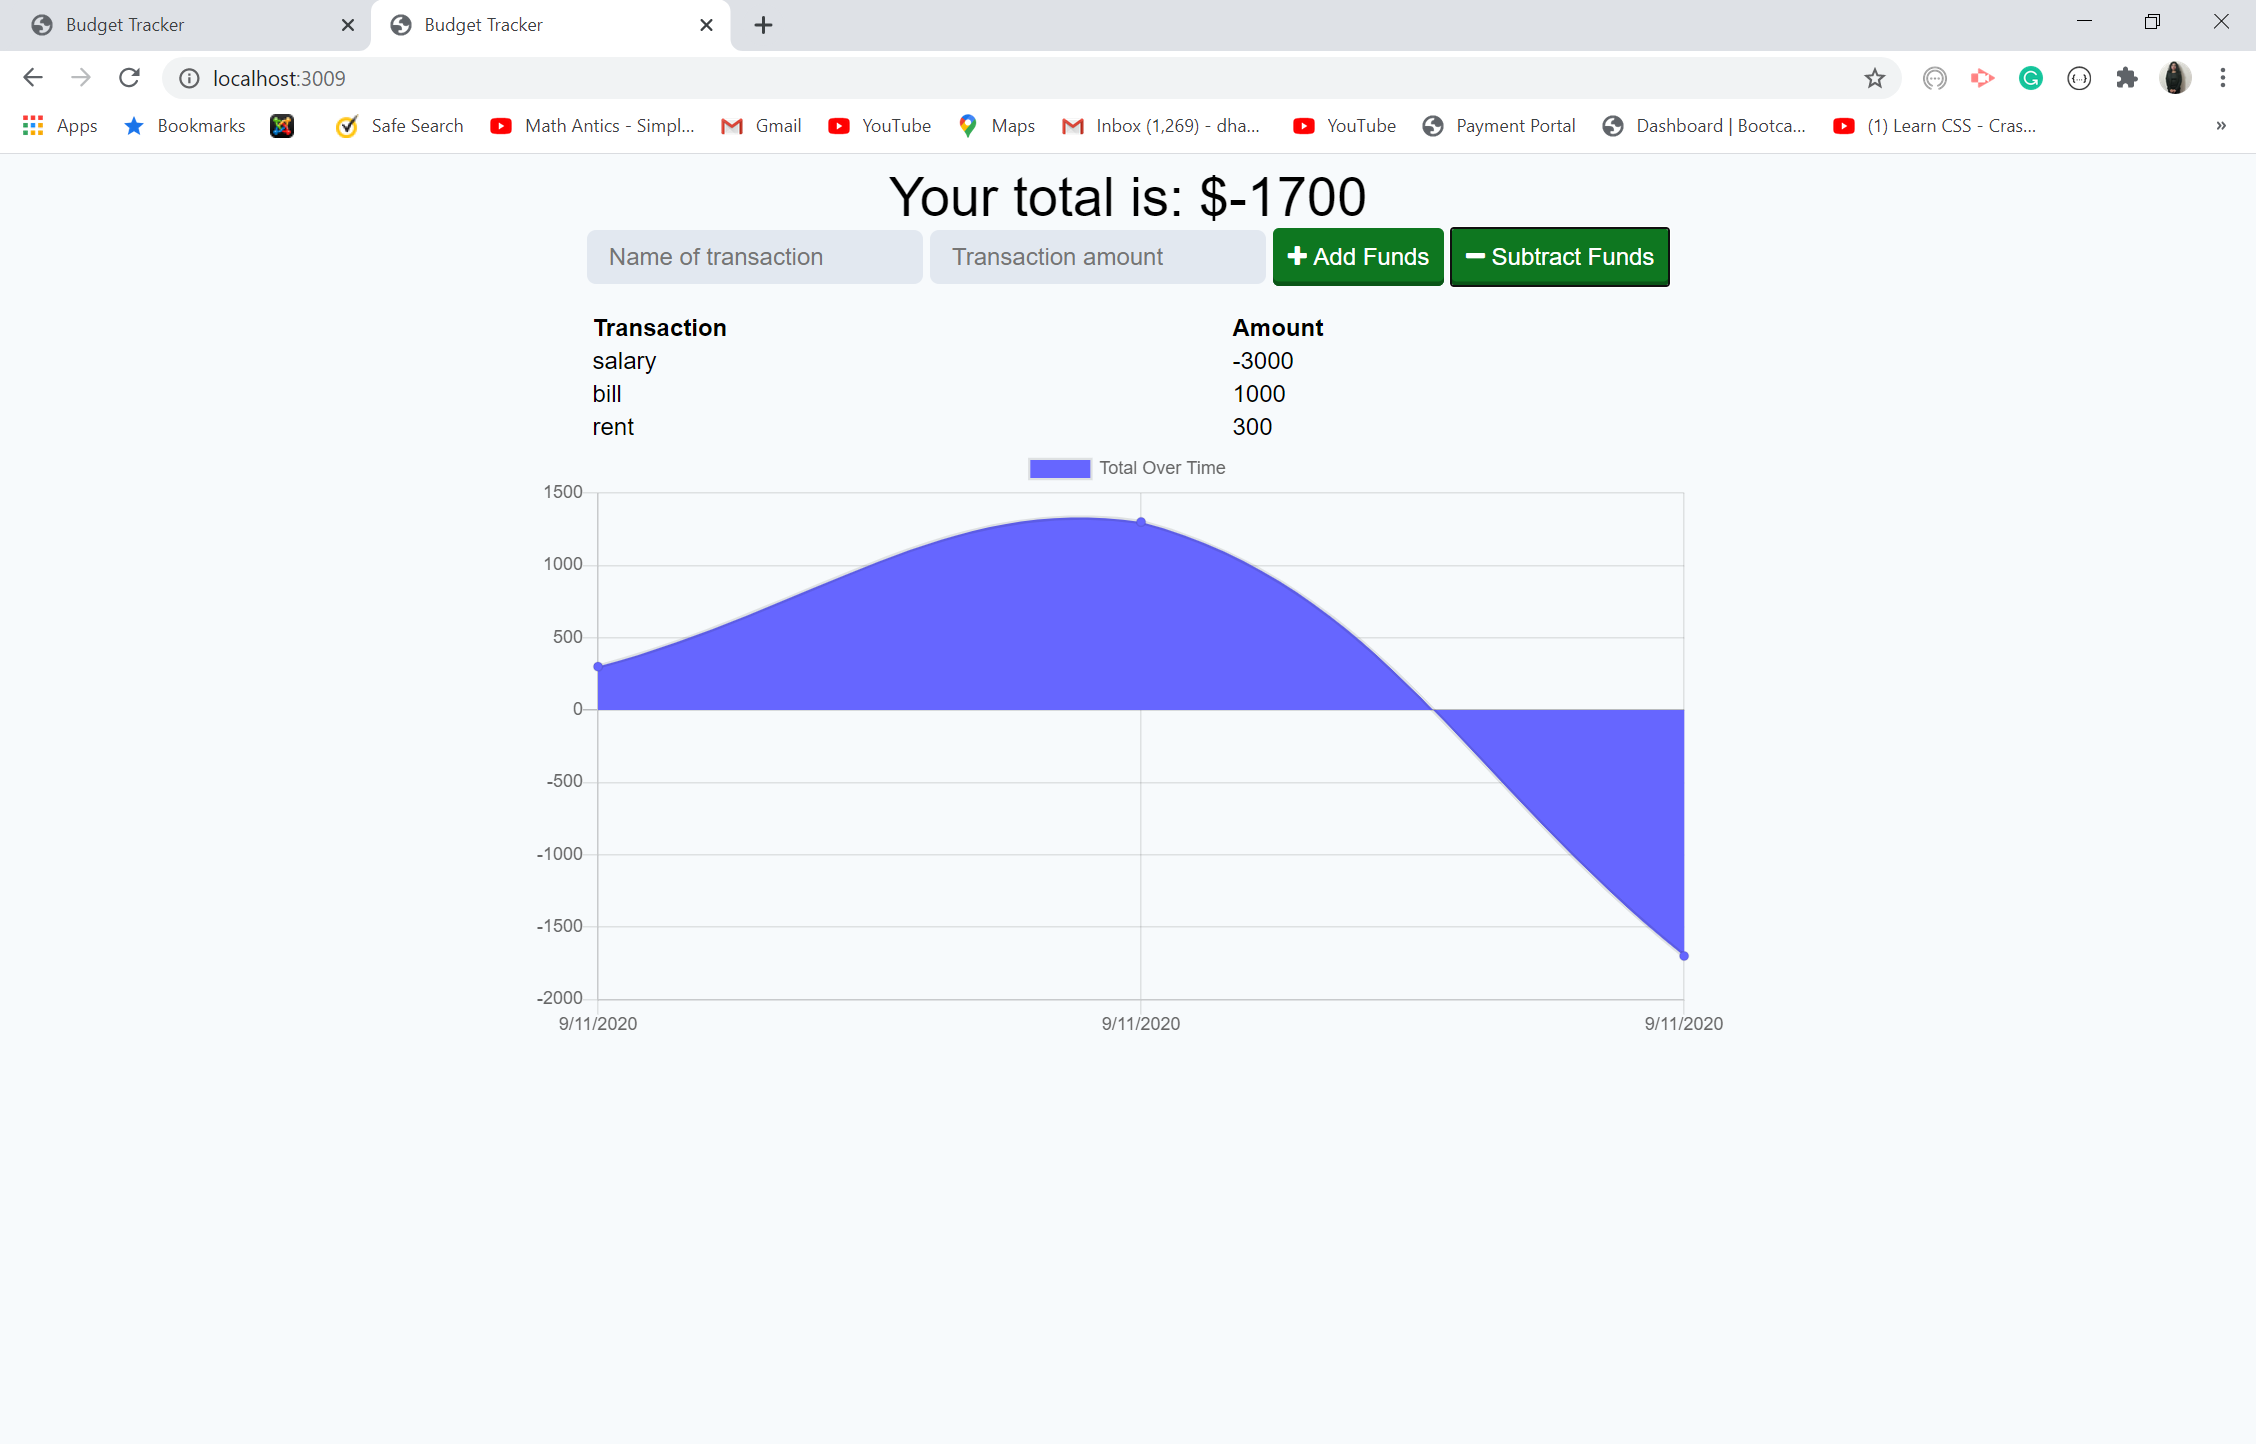 Budget Tracker Budget Tracker
localhost:3009
Apps Bookmarks Safe Search Math Antics - Simpl... Gmail YouTube Maps Inbox (1,269) - dha... YouTube Payment Portal Dashboard | Bootca... (1) Learn CSS - Cras... »
Your total is: $-1700
Name of transaction Transaction amount Add Funds Subtract Funds
Transaction Amount
salary -3000
bill 1000
rent 300
Total Over Time
1500
1000
500
0
-500
-1000
-1500
-2000
9/11/2020 9/11/2020 9/11/2020